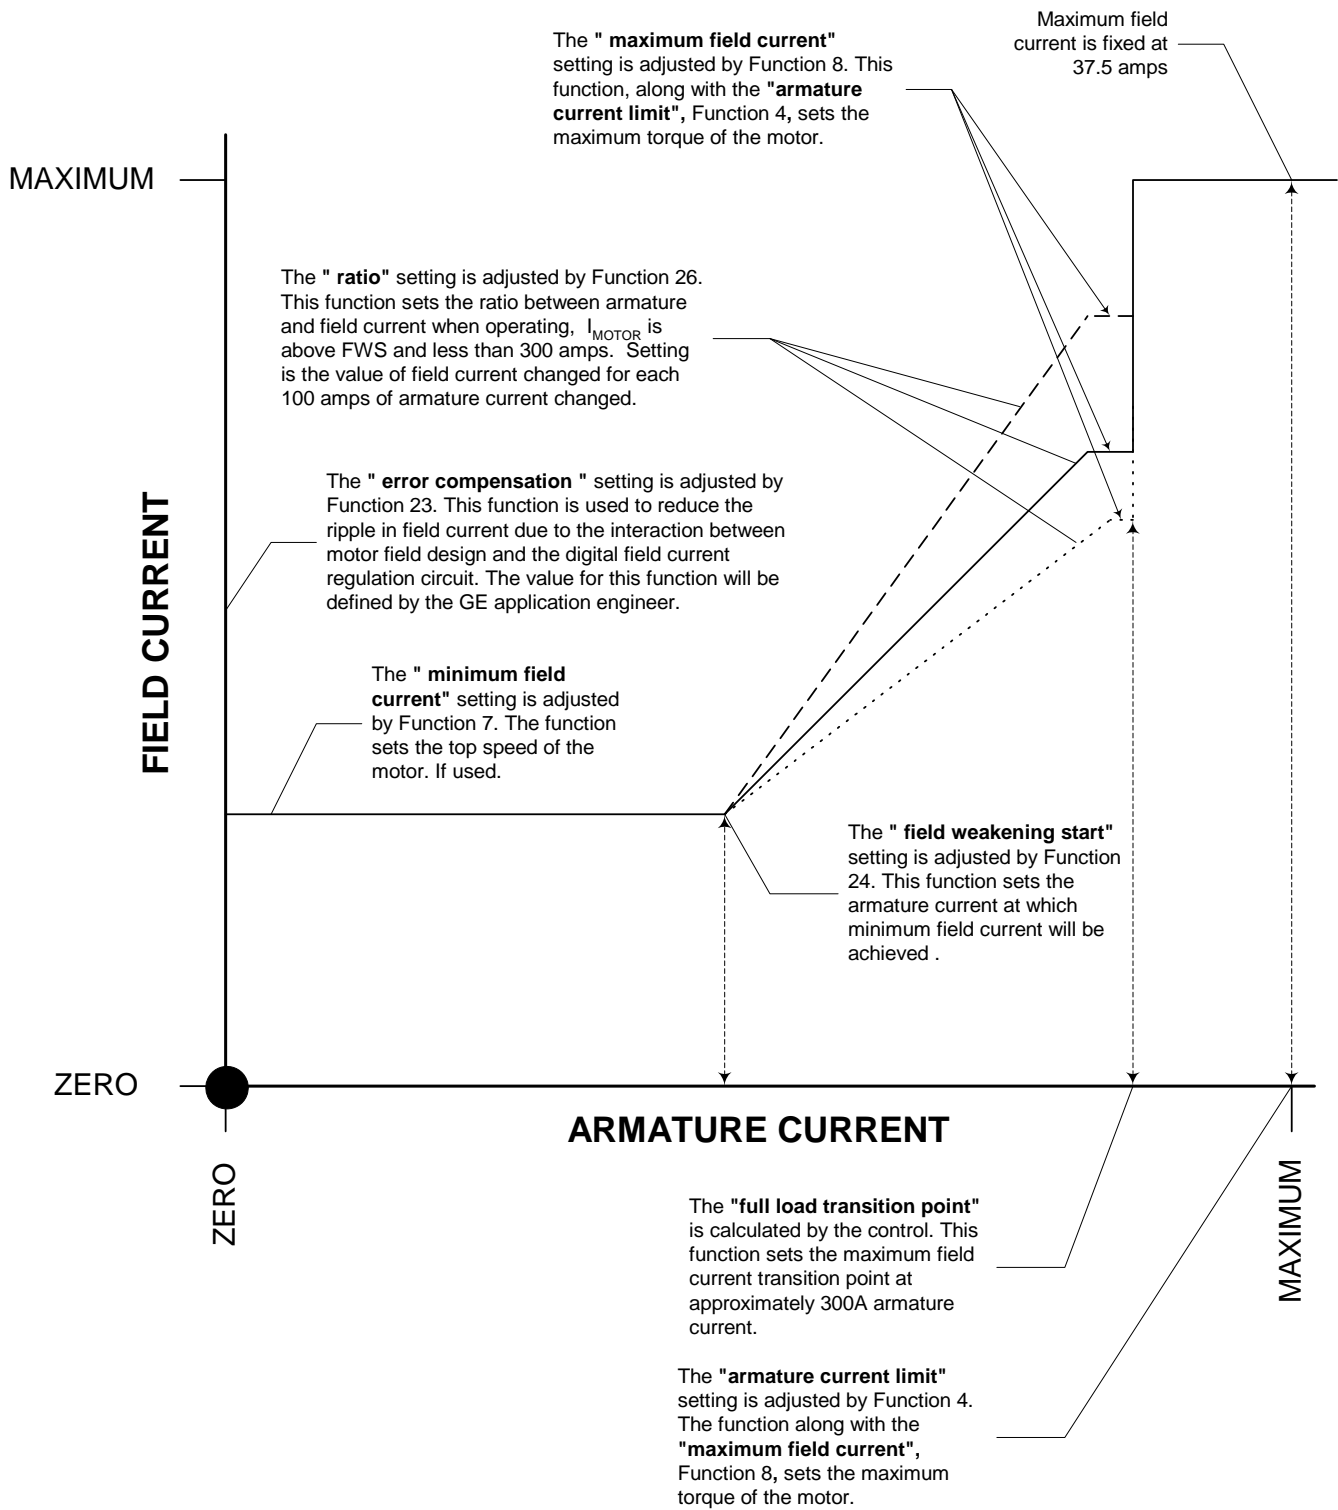 Maximum field
current is fixed at
37.5 amps
The " maximum field current"
setting is adjusted by Function 8. This
function, along with the "armature
current limit", Function 4, sets the
maximum torque of the motor.
MAXIMUM
The " ratio" setting is adjusted by Function 26.
This function sets the ratio between armature
and field current when operating, IMOTOR is
above FWS and less than 300 amps. Setting
is the value of field current changed for each
100 amps of armature current changed.
The " error compensation " setting is adjusted by
Function 23. This function is used to reduce the
ripple in field current due to the interaction between
motor field design and the digital field current
regulation circuit. The value for this function will be
defined by the GE application engineer.
FIELD CURRENT
The " minimum field
current" setting is adjusted
by Function 7. The function
sets the top speed of the
motor. If used.
The " field weakening start"
setting is adjusted by Function
24. This function sets the
armature current at which
minimum field current will be
achieved .
ZERO
ARMATURE CURRENT
ZERO
MAXIMUM
The "full load transition point"
is calculated by the control. This
function sets the maximum field
current transition point at
approximately 300A armature
current.
The "armature current limit"
setting is adjusted by Function 4.
The function along with the
"maximum field current",
Function 8, sets the maximum
torque of the motor.